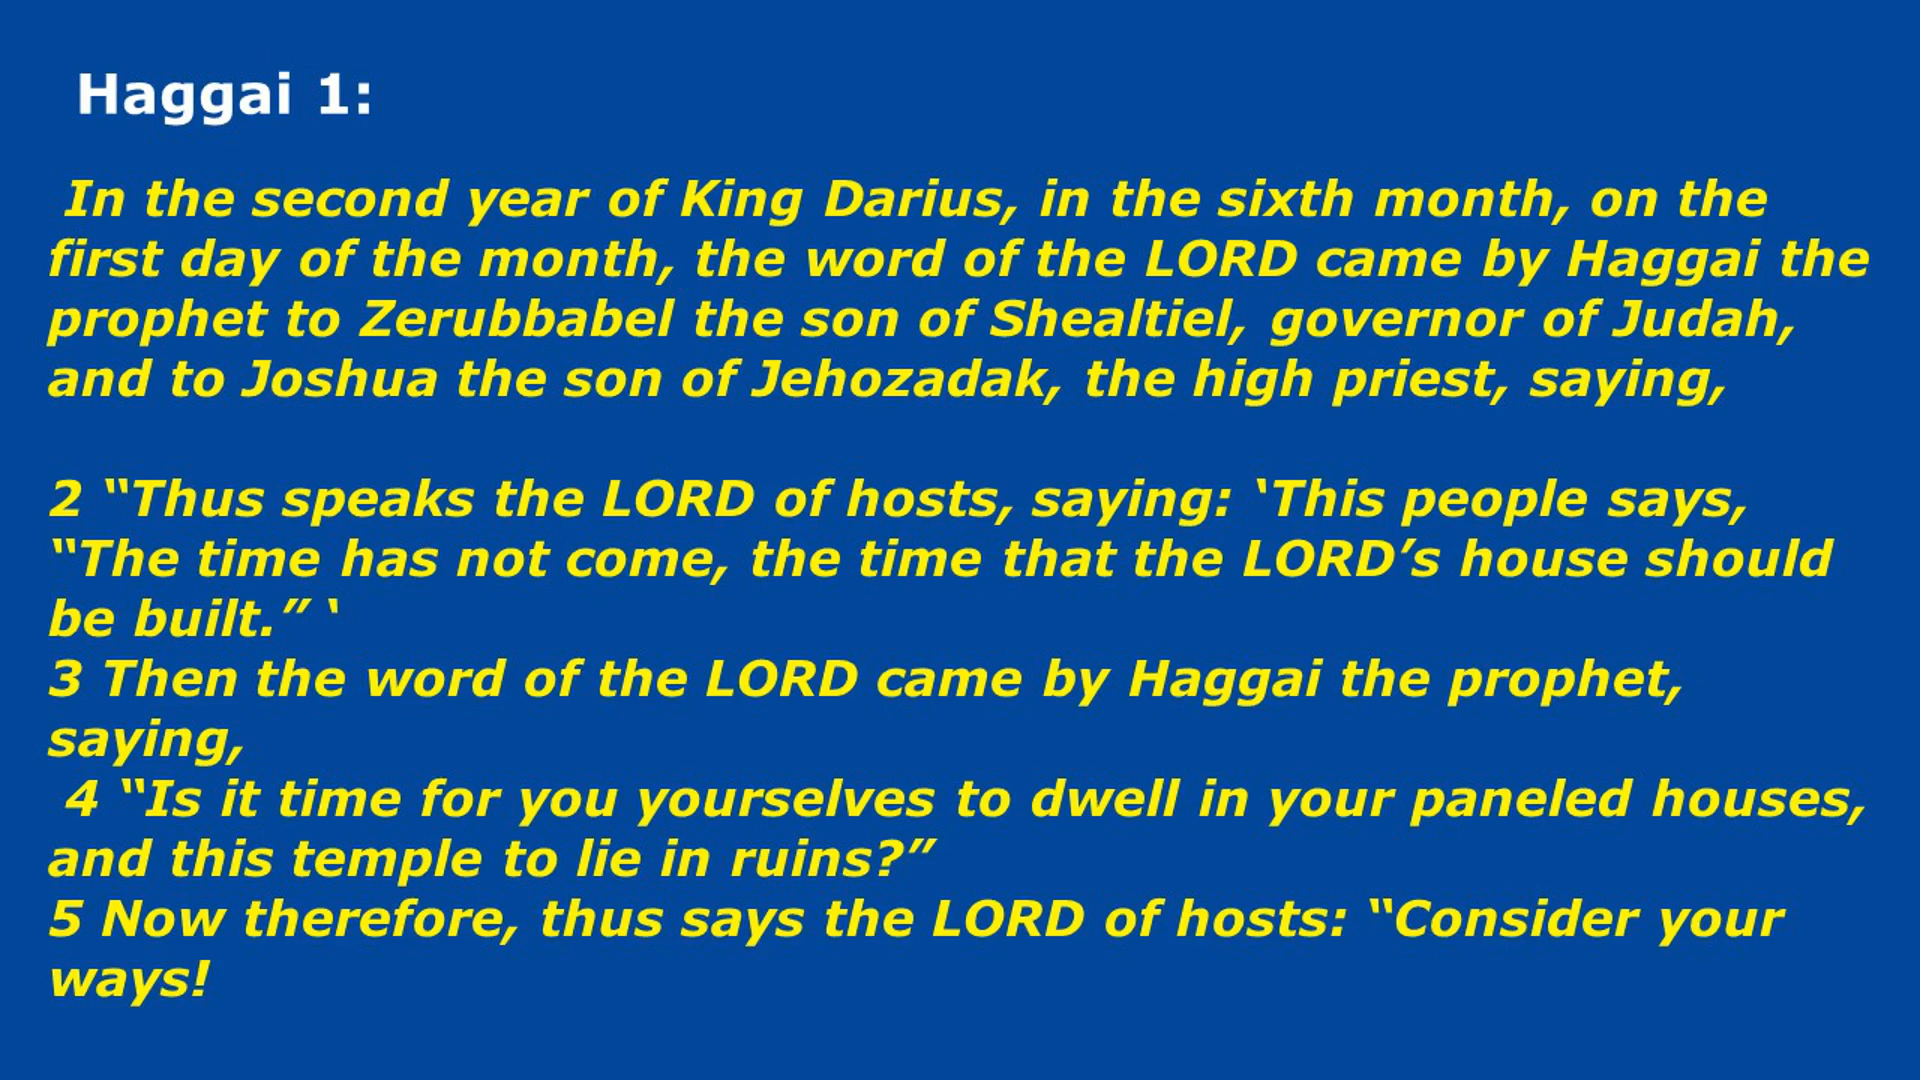 Haggai 1:
In the second year of King Darius, in the sixth month, on the
first day of the month, the word of the LORD came by Haggai the
prophet to Zerubbabel the son of Shealtiel, governor of Judah,
and to Joshua the son of Jehozadak, the high priest, saying,
2 “Thus speaks the LORD of hosts, saying: ‘This people says,
“The time has not come, the time that the LORD’s house should
be built.” ‘
3 Then the word of the LORD came by Haggai the prophet,
saying,
4 “Is it time for you yourselves to dwell in your paneled houses,
and this temple to lie in ruins?”
5 Now therefore, thus says the LORD of hosts: “Consider your
ways!